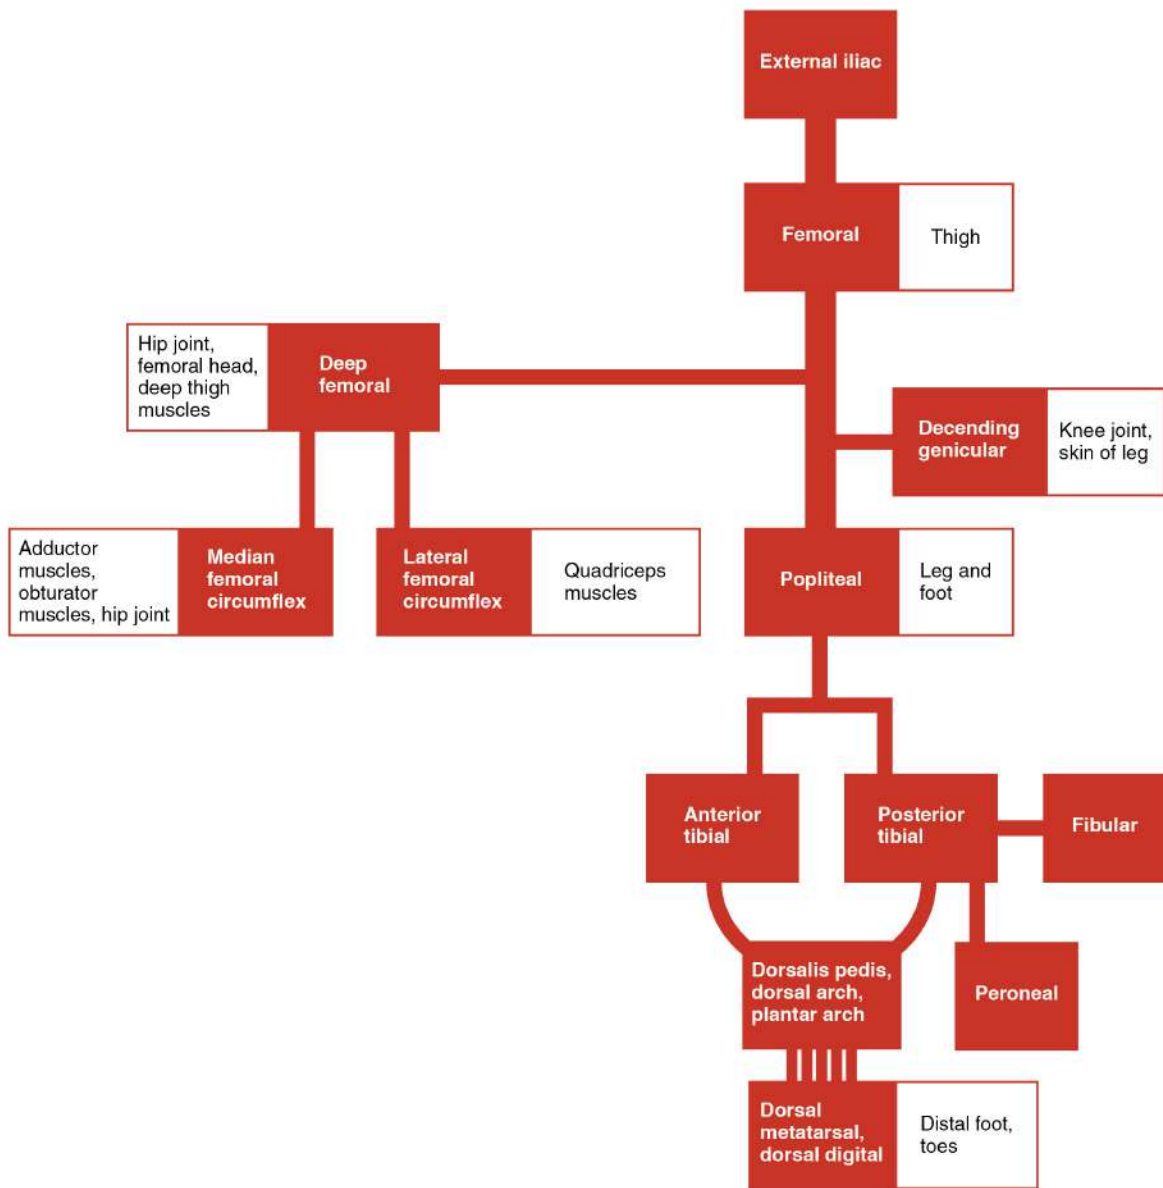 External iliac
Femoral
Thigh
Hip joint,
femoral head,
deep thigh
muscles
Deep
femoral
Decending
genicular
Knee joint,
skin of leg
Adductor
muscles,
obturator
muscles, hip joint
Median
femoral
circumflex
Lateral
femoral
circumflex
Quadriceps
muscles
Popliteal
Leg and
foot
Anterior
tibial
Posterior
tibial
Fibular
Dorsalis pedis,
dorsal arch,
plantar arch
Peroneal
Dorsal
metatarsal,
dorsal digital
Distal foot,
toes